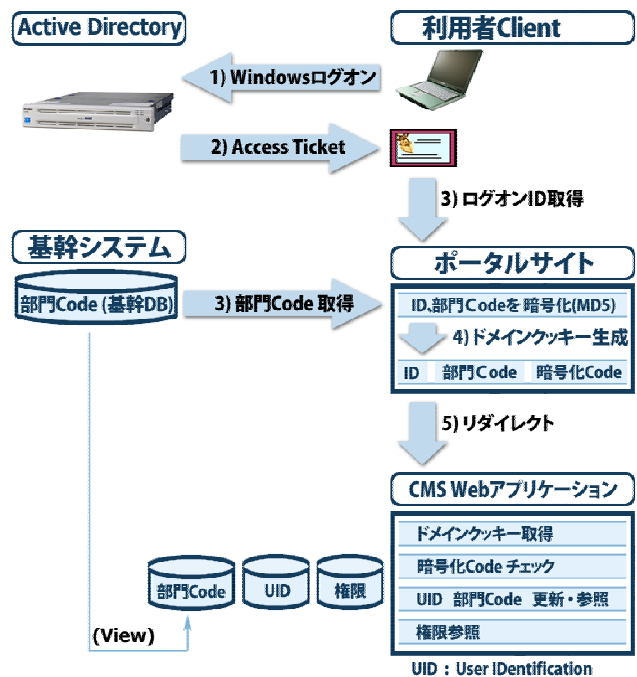 Active Directory
利用者Client
1) Windowsログオン
2) Access Ticket
3) ログオンID取得
基幹システム
部門Code (基幹DB)
3) 部門Code 取得
ポータルサイト
ID、部門Codeを 暗号化(MD5)
4) ドメインクッキー生成
ID 部門Code 暗号化Code
5) リダイレクト
CMS Webアプリケーション
ドメインクッキー取得
暗号化Code チェック
UID 部門Code 更新・参照
権限参照
部門Code
UID
権限
(View)
UID : User IDentification